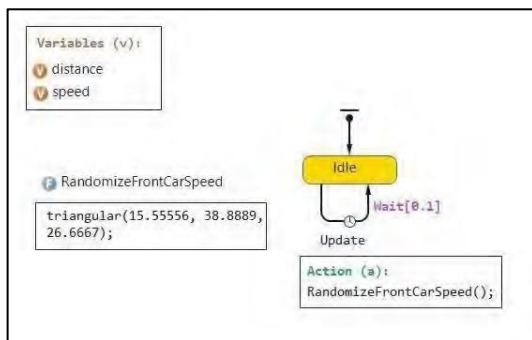 Variables (v):
V distance
V speed
F RandomizeFrontCarSpeed
triangular(15.55556, 38.8889,
26.6667);
Idle
Wait[0.1]
Update
Action (a):
RandomizeFrontCarSpeed();